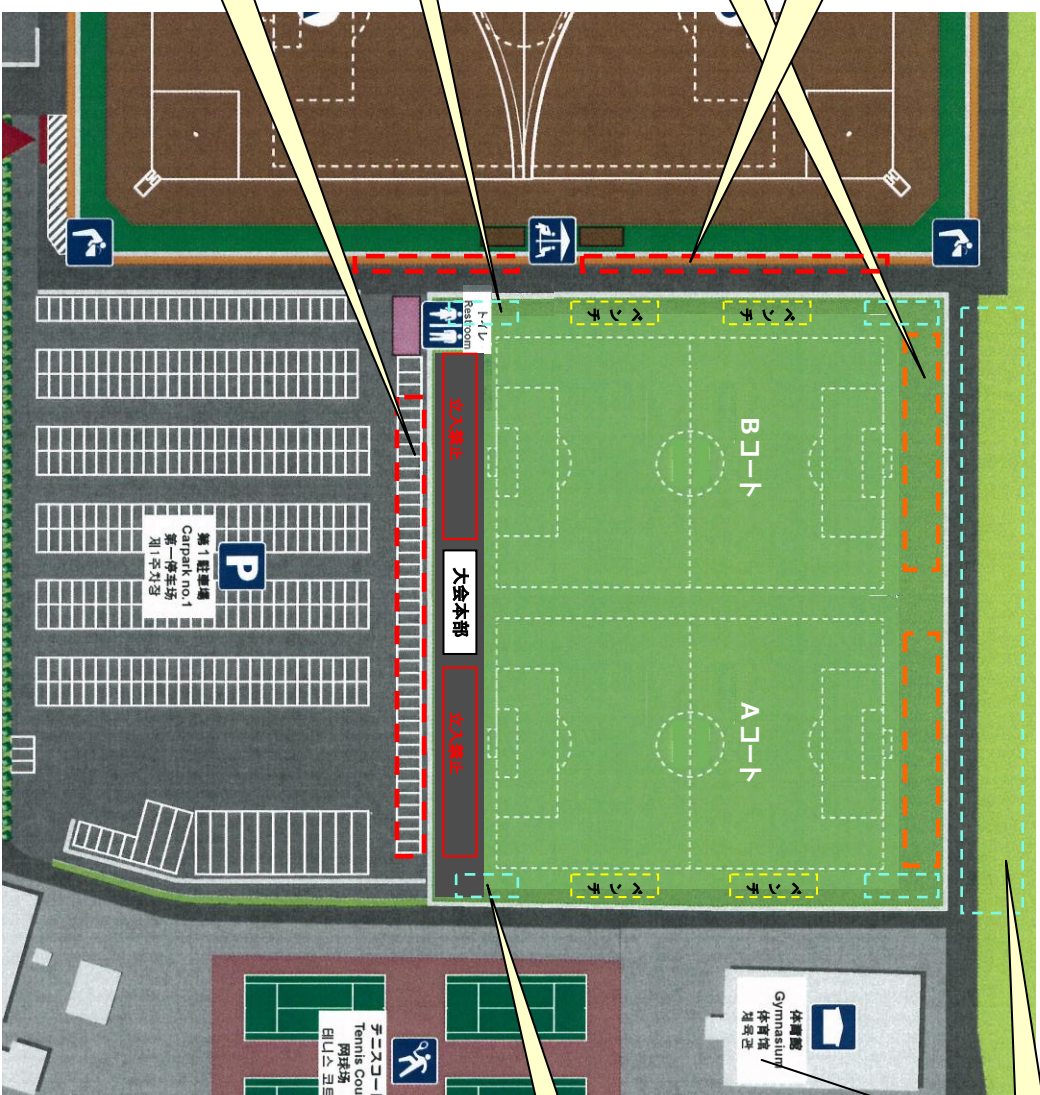 トイレ
Restroom
ベンチ
ベンチ
立入禁止
Bコート
大会本部
第1駐車場
Carpark no.1
第一停车场
제1주차장
P
立入禁止
Aコート
ベンチ
ベンチ
体育館
Gymnasium
体育馆
체육관
テニスコー
Tennis Cou
网球场
테니스 코트